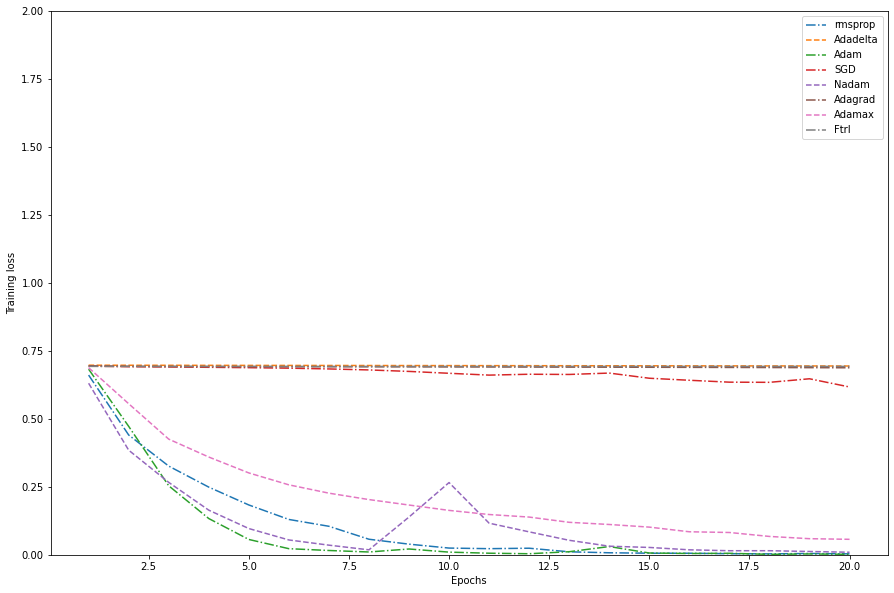 2.00
1.75
1.50
1.25
1.00
0.75
0.50
0.25
0.00
Training loss
2.5
5.0
7.5
10.0
12.5
15.0
17.5
20.0
Epochs
rmsprop
Adadelta
Adam
SGD
Nadam
Adagrad
Adamax
Ftrl